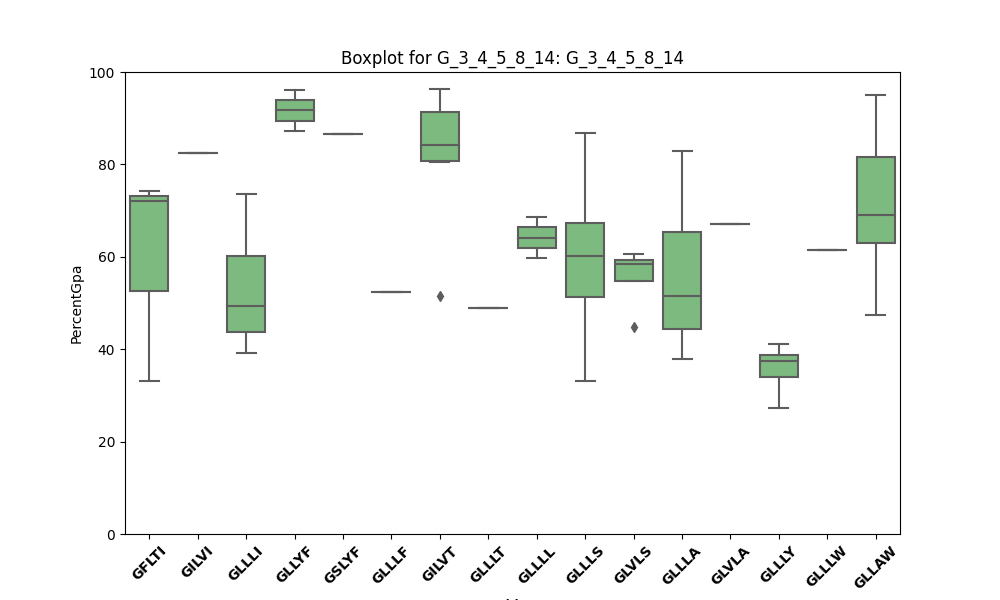 Boxplot for G_3_4_5_8_14: G_3_4_5_8_14
PercentGpa
100
80
60
40
20
0
GFLTI GILVI GLLLI GLLYF GSLYF GLLLF GILVT GLLLT GLLLL GLLLS GLVLS GLLLA GLVLA GLLLY GLLLW GLLAW